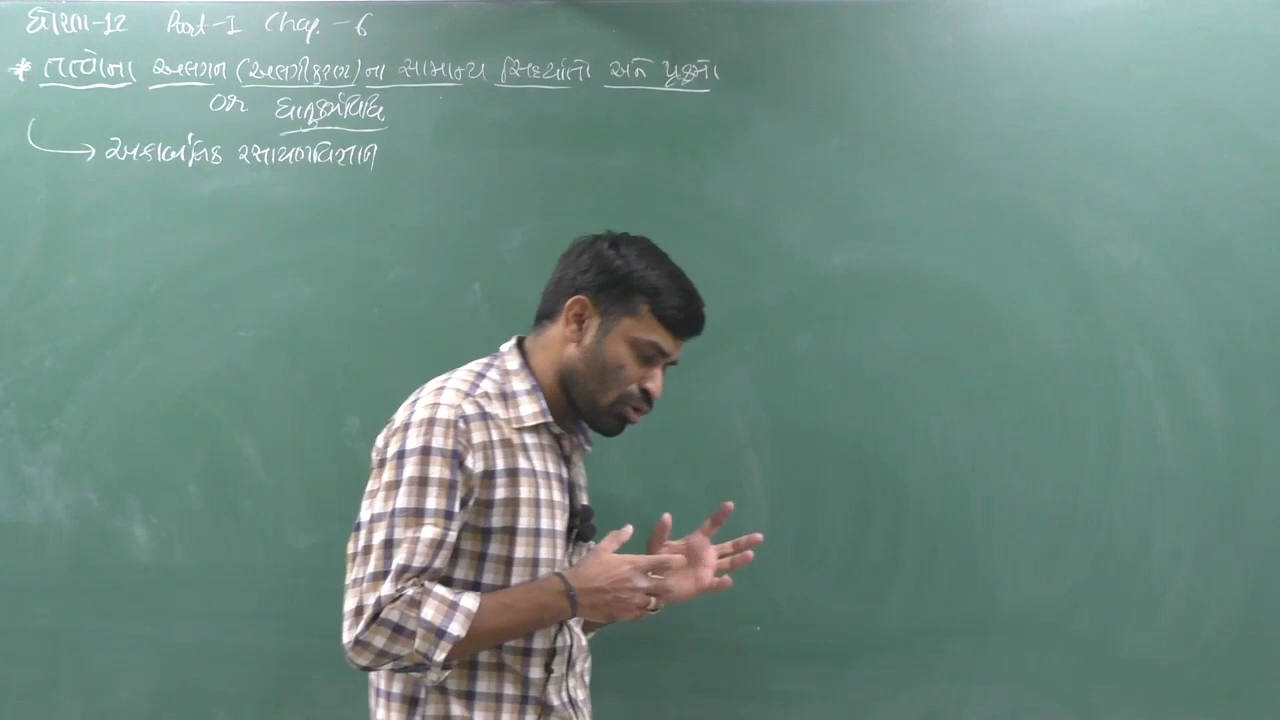 ધોરણ-12 Part-I Chap.-6
* તત્વોના અલગન (અલગીકરણ)ના સામાન્ય સિદ્ધાંતો અને પ્રક્રમો
OR ધાતુકર્મવિધિ
→ અકાર્બનિક રસાયણવિજ્ઞાન